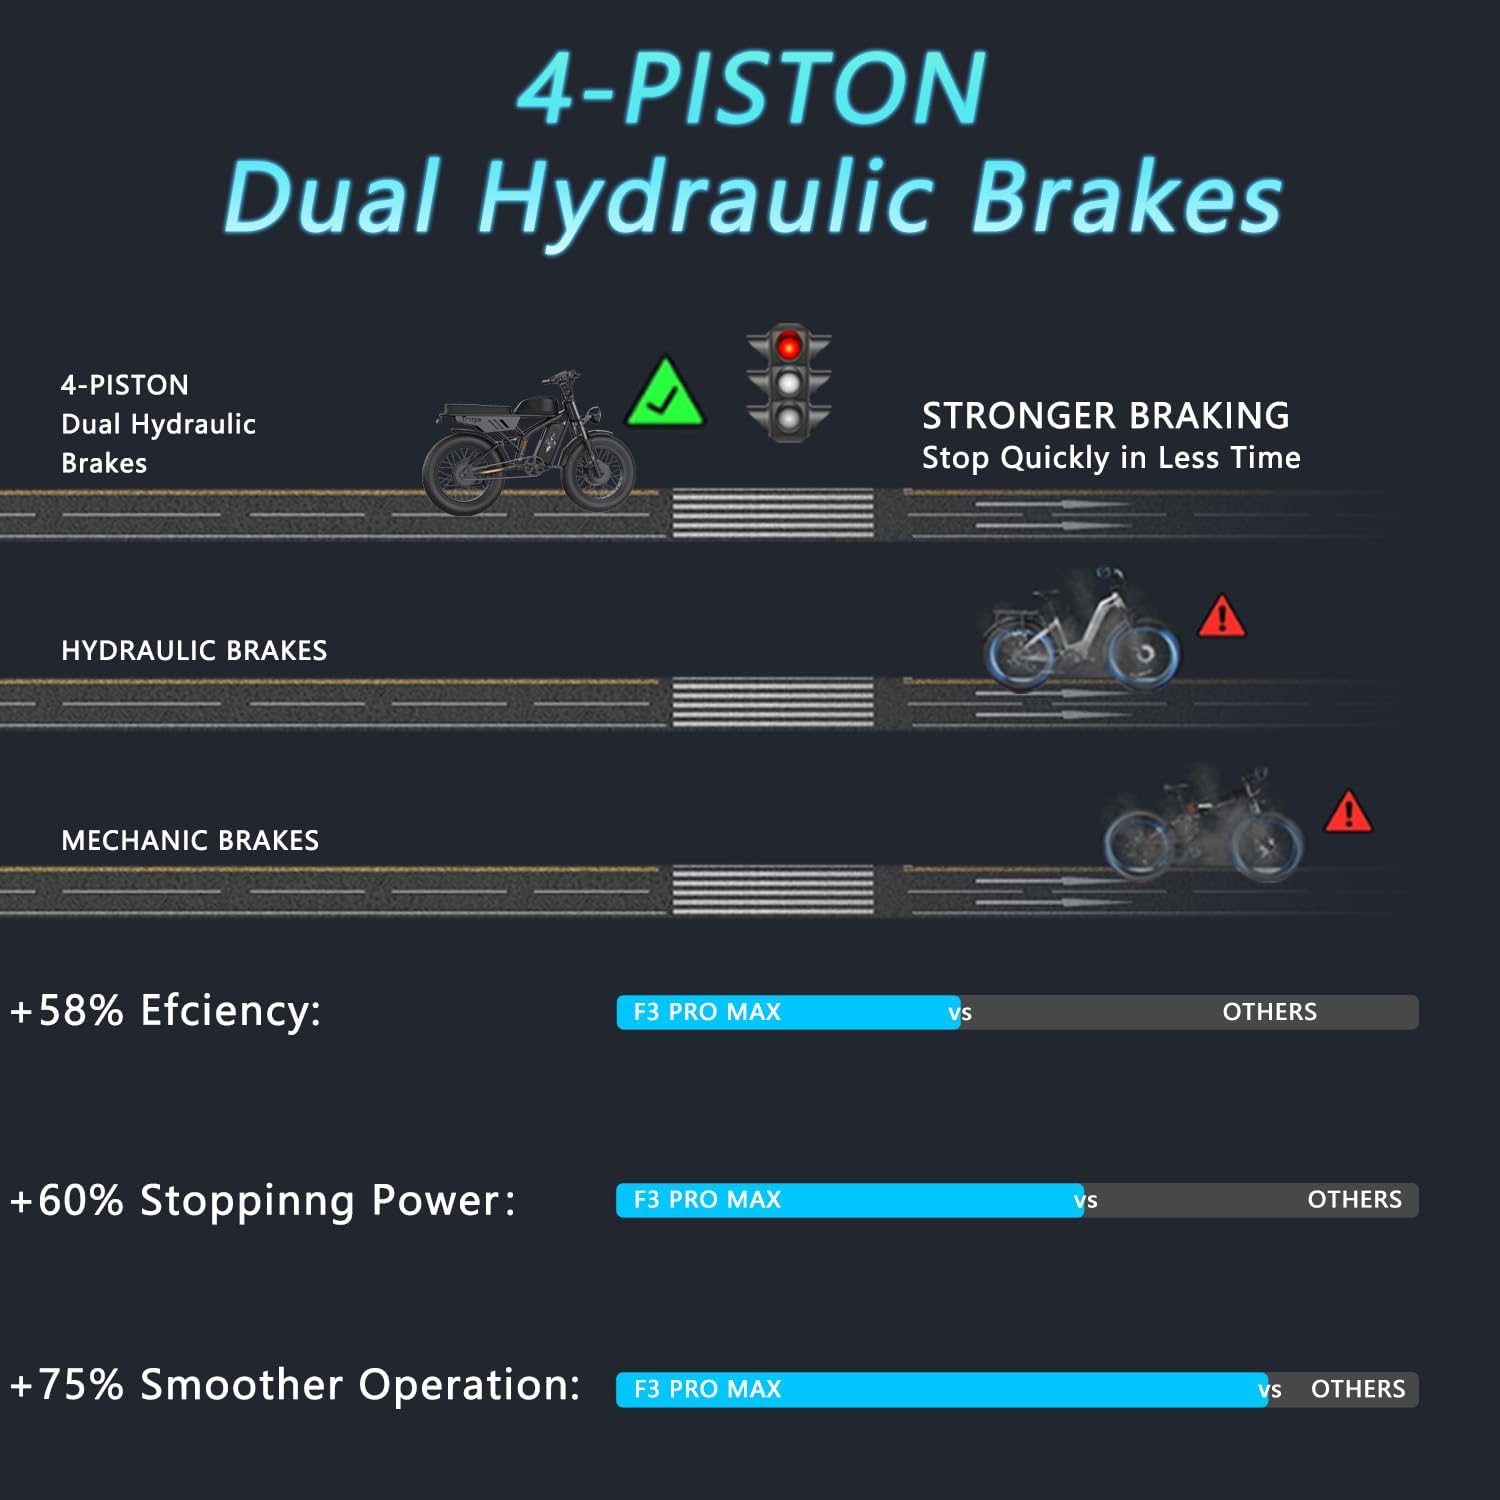 4-PISTON
Dual Hydraulic Brakes
4-PISTON
Dual Hydraulic
Brakes
STRONGER BRAKING
Stop Quickly in Less Time
HYDRAULIC BRAKES
MECHANIC BRAKES
+58% Efciency:
F3 PRO MAX vs OTHERS
+60% Stoppinng Power:
F3 PRO MAX vs OTHERS
+75% Smoother Operation:
F3 PRO MAX vs OTHERS